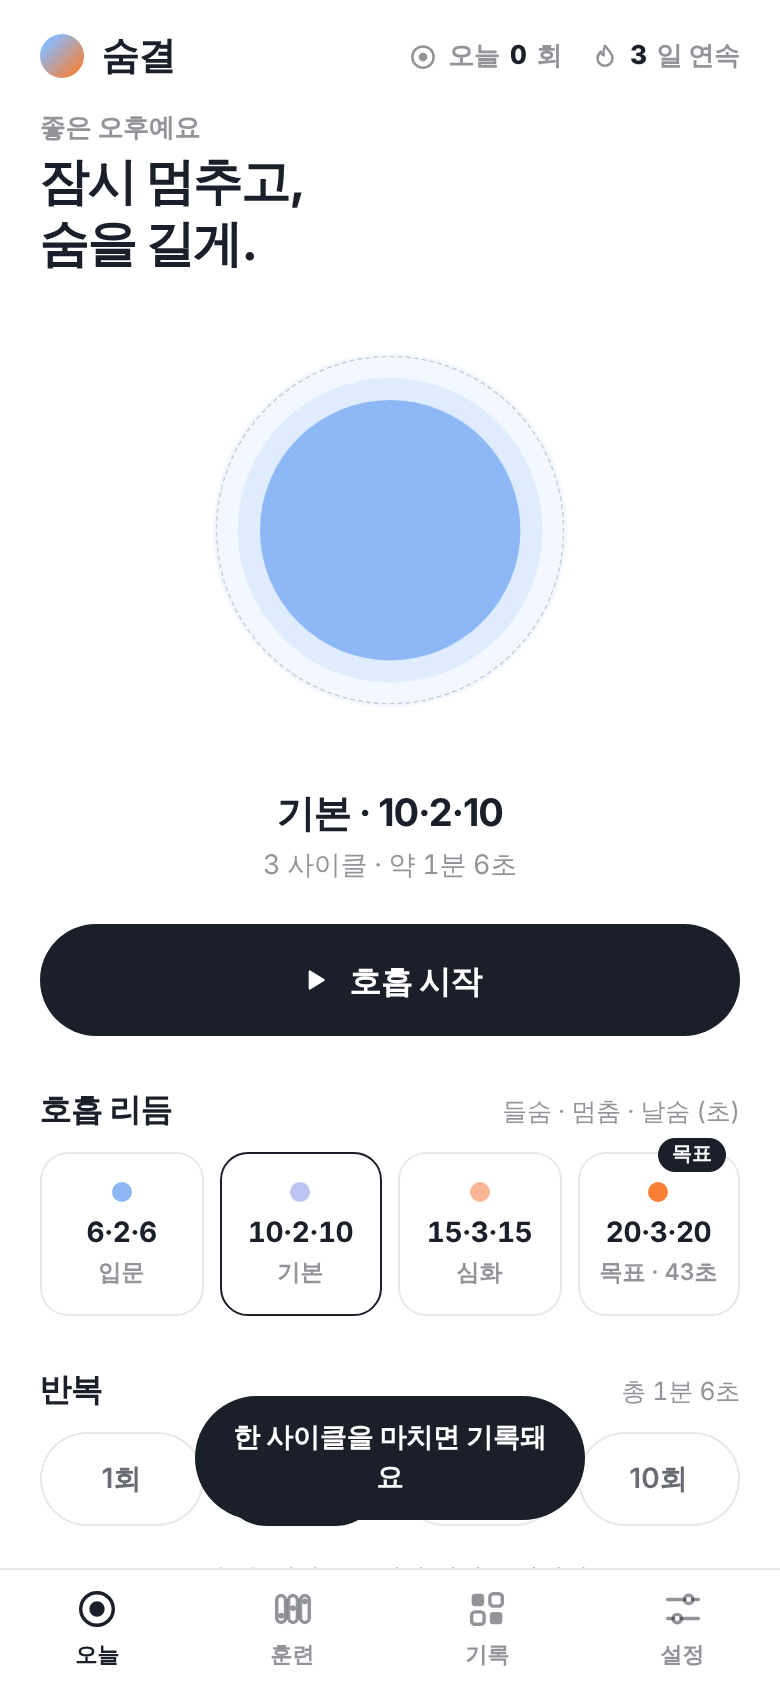 숨결
오늘 0 회
3 일 연속
좋은 오후예요
잠시 멈추고,
숨을 길게.
기본 · 10·2·10
3 사이클 · 약 1분 6초
호흡 시작
호흡 리듬
들숨 · 멈춤 · 날숨 (초)
목표
6·2·6
입문
10·2·10
기본
15·3·15
심화
20·3·20
목표 · 43초
반복
총 1분 6초
1회
한 사이클을 마치면 기록돼
요
10회
오늘
훈련
기록
설정